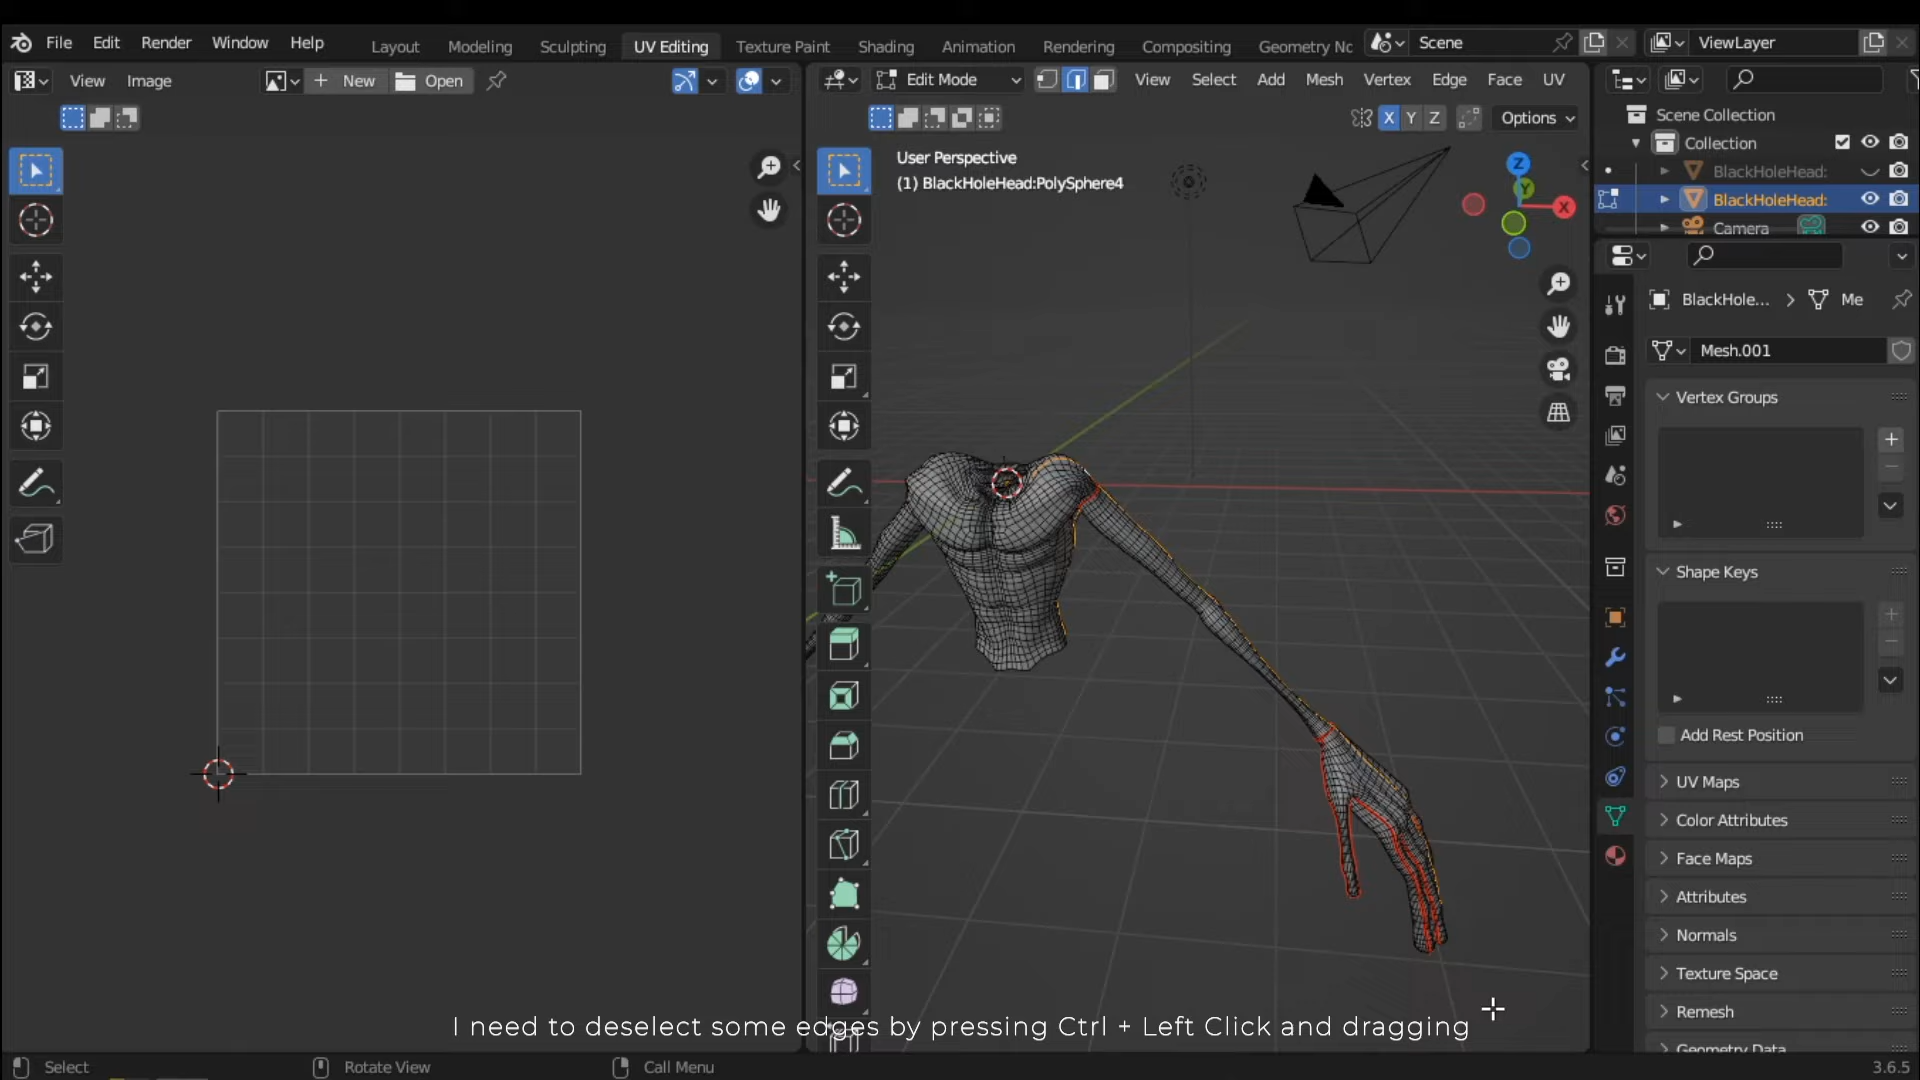 File Edit Render Window Help Layout Modeling Sculpting UV Editing Texture Paint Shading Animation Rendering Compositing Geometry Nc Scene ViewLayer
View Image New Open Edit Mode View Select Add Mesh Vertex Edge Face UV
X Y Z Options
Scene Collection
Collection
BlackHoleHead:
BlackHoleHead:
Camera
User Perspective
(1) BlackHoleHead:PolySphere4
Z
Y
X
BlackHole... Me
Mesh.001
Vertex Groups
Shape Keys
Add Rest Position
UV Maps
Color Attributes
Face Maps
Attributes
Normals
Texture Space
Remesh
Geometry Data
I need to deselect some edges by pressing Ctrl + Left Click and dragging
Select Rotate View Call Menu 3.6.5